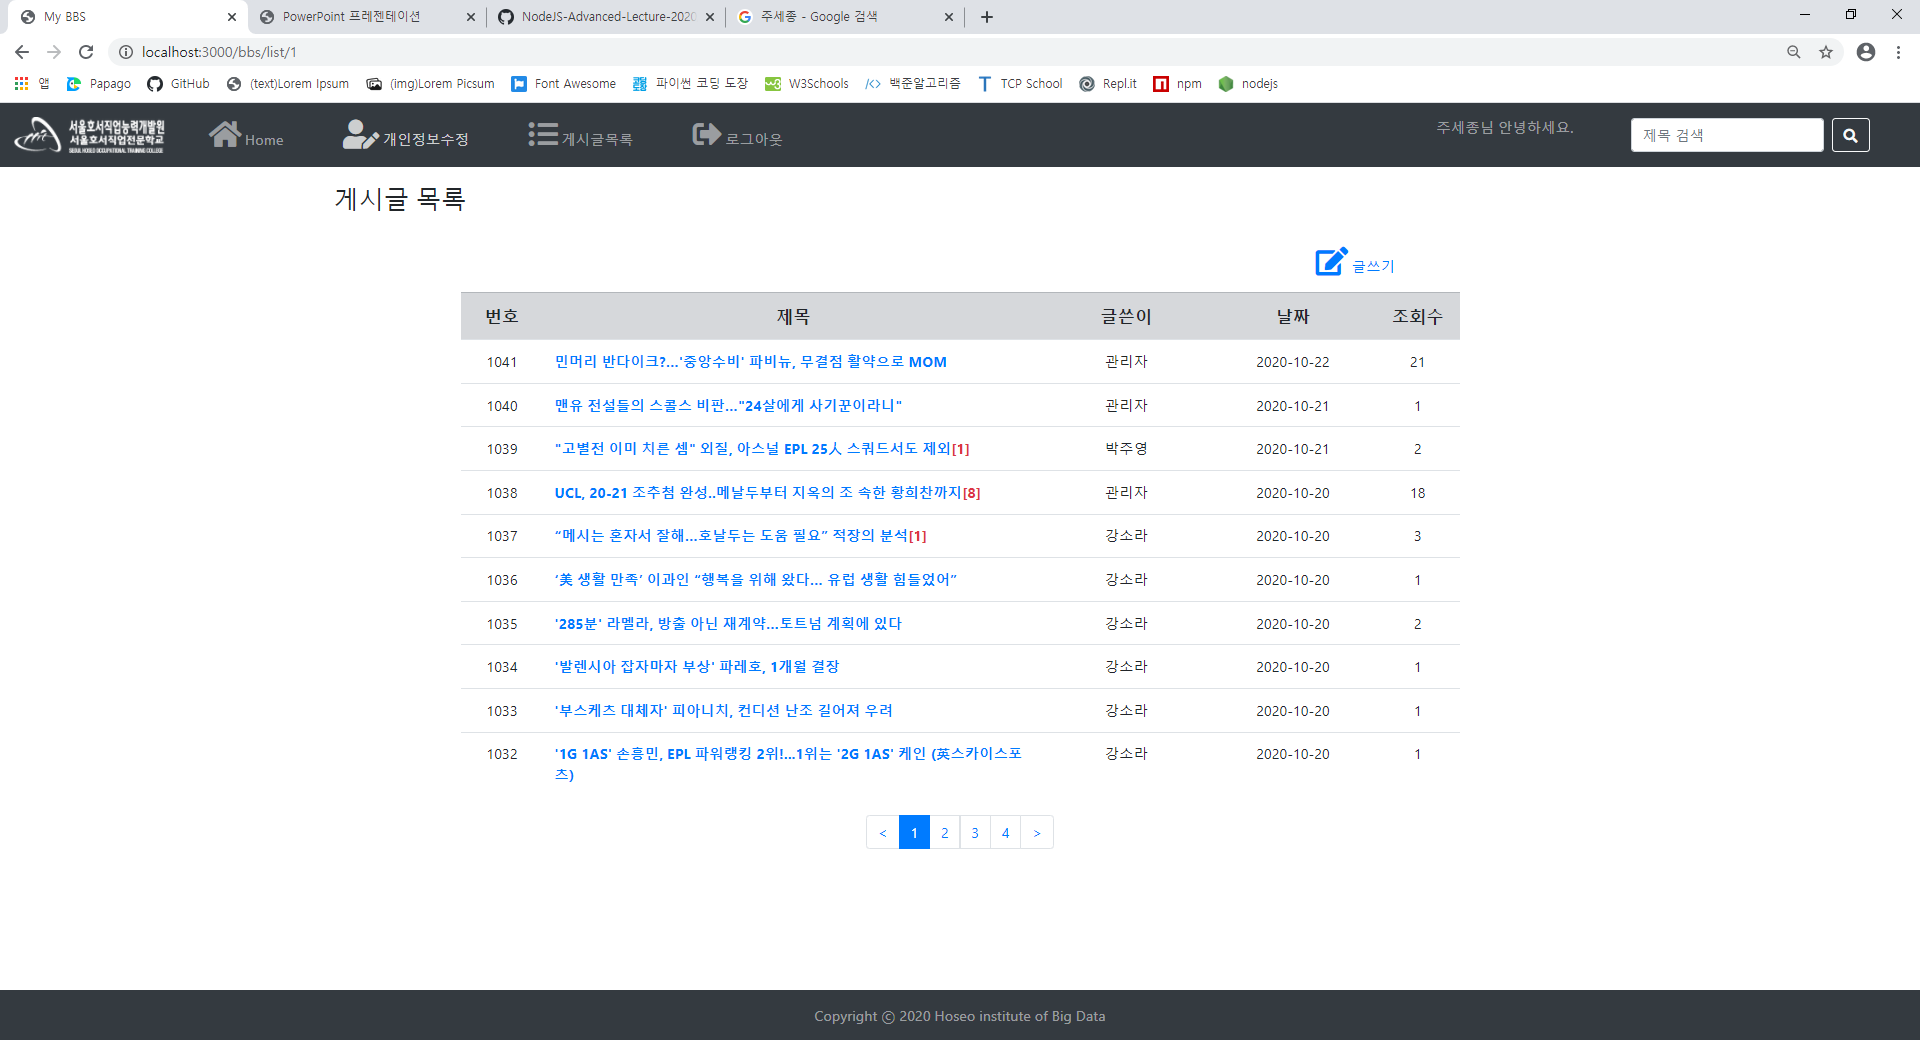 My BBS
PowerPoint 프레젠테이션
NodeJS-Advanced-Lecture-2020
주세종 - Google 검색
localhost:3000/bbs/list/1
앱 Papago GitHub (text)Lorem Ipsum (img)Lorem Picsum Font Awesome 파이썬 코딩 도장 W3Schools 백준알고리즘 TCP School Repl.it npm nodejs
서울호서직업능력개발원
서울호서직업전문학교
SEOUL HOSEO OCCUPATIONAL TRAINING COLLEGE
Home 개인정보수정 게시글목록 로그아웃 주세종님 안녕하세요. 제목 검색
게시글 목록
글쓰기
번호 제목 글쓴이 날짜 조회수
1041 민머리 반다이크?...'중앙수비' 파비뉴, 무결점 활약으로 MOM 관리자 2020-10-22 21
1040 맨유 전설들의 스콜스 비판..."24살에게 사기꾼이라니" 관리자 2020-10-21 1
1039 "고별전 이미 치른 셈" 외질, 아스널 EPL 25人 스쿼드서도 제외[1] 박주영 2020-10-21 2
1038 UCL, 20-21 조추첨 완성..메날두부터 지옥의 조 속한 황희찬까지[8] 관리자 2020-10-20 18
1037 “메시는 혼자서 잘해...호날두는 도움 필요” 적장의 분석[1] 강소라 2020-10-20 3
1036 ‘美 생활 만족’ 이과인 “행복을 위해 왔다... 유럽 생활 힘들었어” 강소라 2020-10-20 1
1035 '285분' 라멜라, 방출 아닌 재계약...토트넘 계획에 있다 강소라 2020-10-20 2
1034 '발렌시아 잡자마자 부상' 파레호, 1개월 결장 강소라 2020-10-20 1
1033 '부스케츠 대체자' 피아니치, 컨디션 난조 길어져 우려 강소라 2020-10-20 1
1032 '1G 1AS' 손흥민, EPL 파워랭킹 2위!...1위는 '2G 1AS' 케인 (英스카이스포 강소라 2020-10-20 1
츠)
< 1 2 3 4 >
Copyright ⓒ 2020 Hoseo institute of Big Data